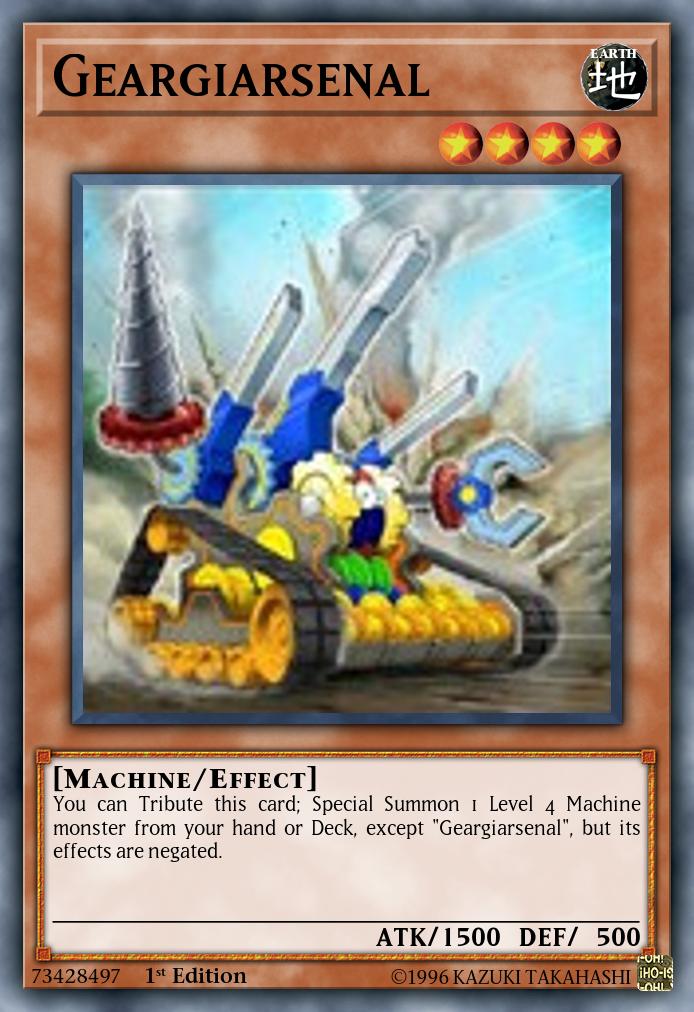 GEARGIARSENAL
EARTH
地
[MACHINE/EFFECT]
You can Tribute this card; Special Summon 1 Level 4 Machine
monster from your hand or Deck, except "Geargiarsenal", but its
effects are negated.
ATK/1500 DEF/ 500
73428497 1st Edition ©1996 KAZUKI TAKAHASHI